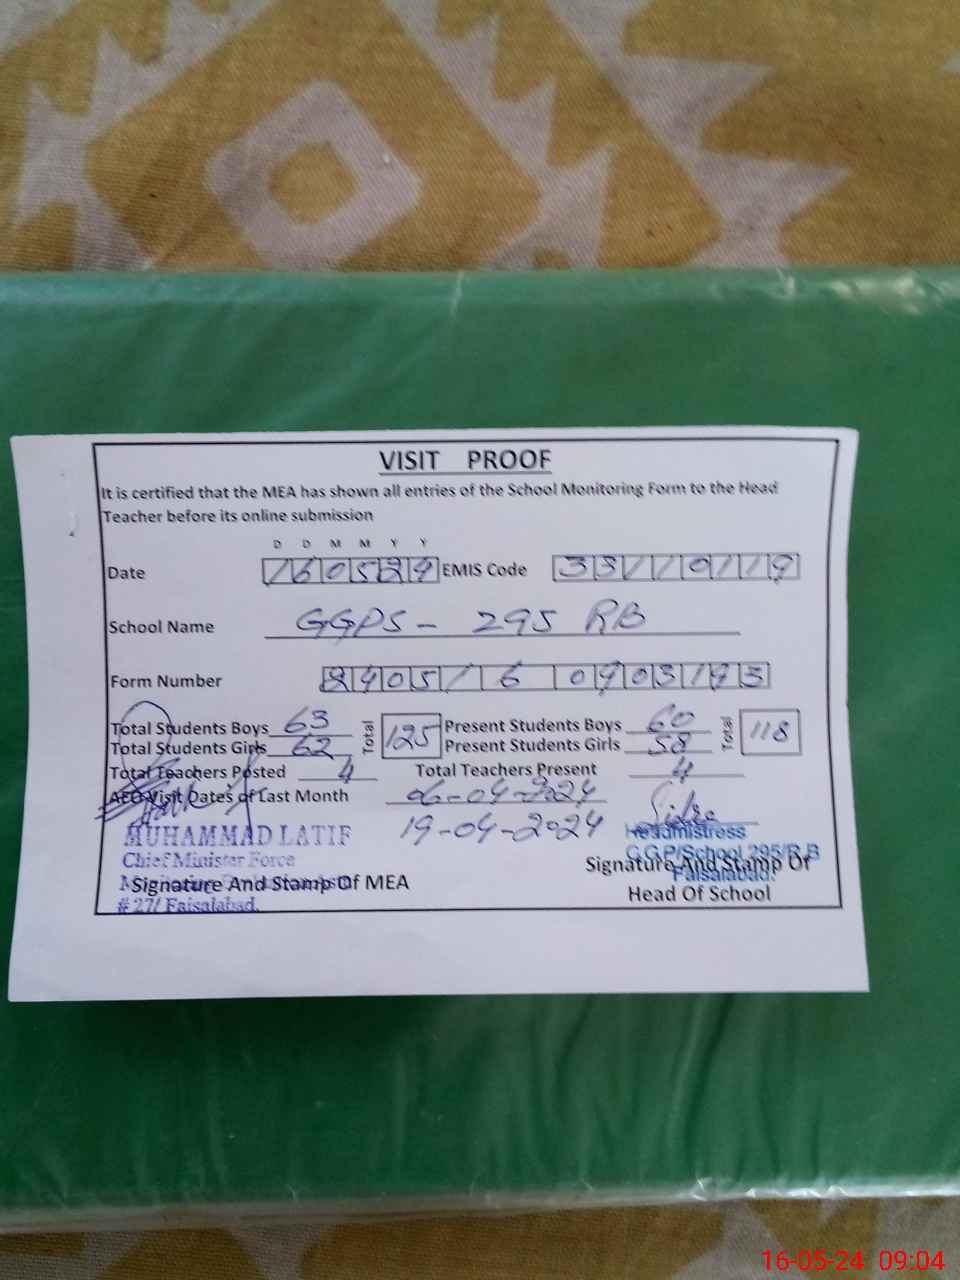 VISIT PROOF
It is certified that the MEA has shown all entries of the School Monitoring Form to the Head
Teacher before its online submission
D D M M Y Y
Date 160524 EMIS Code 33110119
School Name GGPS - 295 RB
Form Number
Total Students Boys 63 Total 125 Present Students Boys 60 Total 118
Total Students Girls 62 Present Students Girls 58
Total Teachers Posted 4 Total Teachers Present 4
AEO Visit Dates of Last Month 06-04-2024
19-04-2024
MUHAMMAD LATIF
Chief Minister Force
# 27/ Faisalabad.
Signature And Stamp Of MEA
Headmistress
G.G.P/School 295/R.B
Faisalabad.
Signature And Stamp Of
Head Of School
16-05-24 09:04